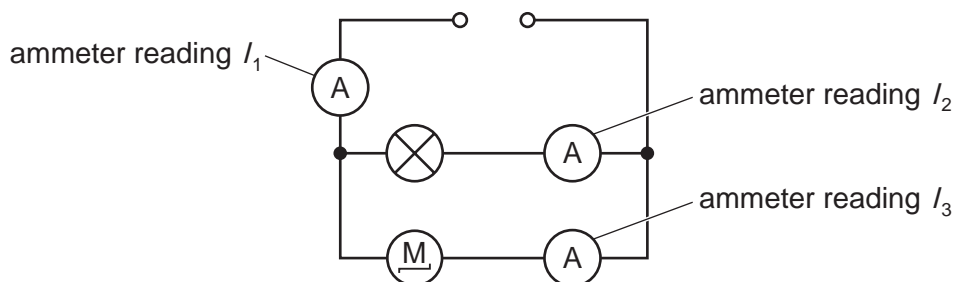 ammeter reading I₁
A
ammeter reading I₂
A
ammeter reading I₃
M
A